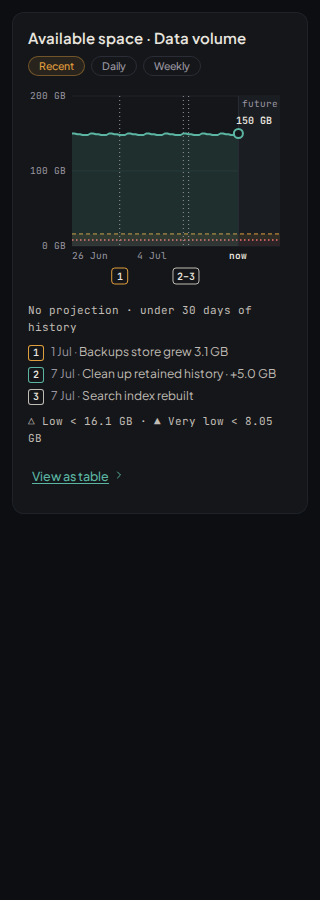 Available space · Data volume
Recent Daily Weekly
200 GB
future
150 GB
100 GB
0 GB
26 Jun 4 Jul now
1 2–3
No projection · under 30 days of
history
1 1 Jul · Backups store grew 3.1 GB
2 7 Jul · Clean up retained history · +5.0 GB
3 7 Jul · Search index rebuilt
△ Low < 16.1 GB · ▲ Very low < 8.05
GB
View as table ›